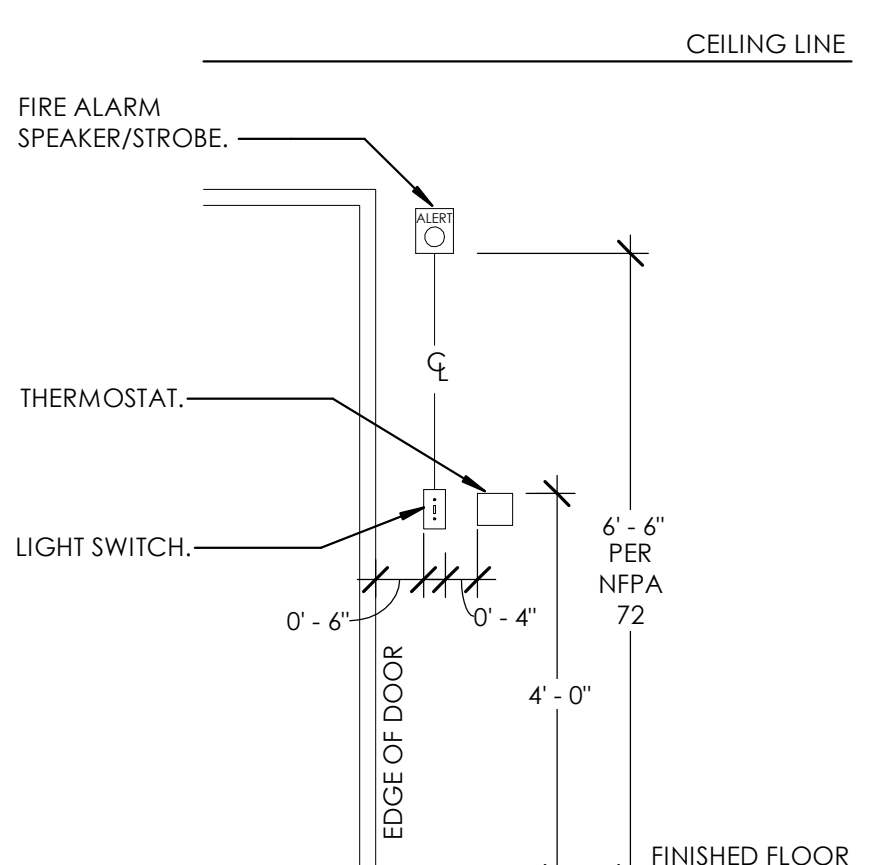 CEILING LINE
FIRE ALARM
SPEAKER/STROBE.
ALERT
℄
THERMOSTAT.
LIGHT SWITCH.
6' - 6"
PER
NFPA
72
0' - 6"
0' - 4"
4' - 0"
EDGE OF DOOR
FINISHED FLOOR